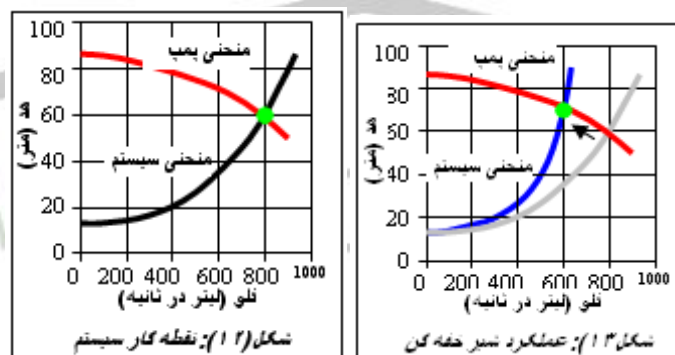 100
80
60
40
20
0
0 200 400 600 800 1000
هد (متر)
منحنی پمپ
منحنی سیستم
فلو (لیتر در ثانیه)
شکل(۱۲): نقطه کار سیستم
100
80
60
40
20
0
0 200 400 600 800 1000
هد (متر)
منحنی پمپ
منحنی سیستم
فلو (لیتر در ثانیه)
شکل۱۳): عملکرد شیر خفه کن